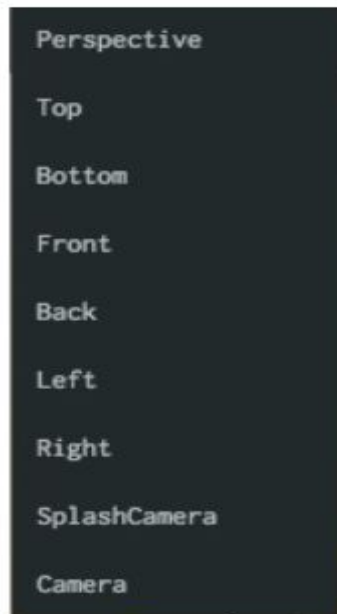 Perspective
Top
Bottom
Front
Back
Left
Right
SplashCamera
Camera